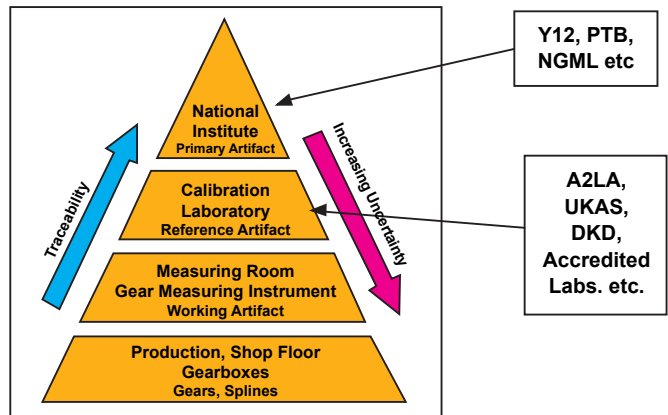 Y12, PTB,
NGML etc
National
Institute
Primary Artifact
Increasing Uncertainty
Traceability
Calibration
Laboratory
Reference Artifact
A2LA,
UKAS,
DKD,
Accredited
Labs. etc.
Measuring Room
Gear Measuring Instrument
Working Artifact
Production, Shop Floor
Gearboxes
Gears, Splines